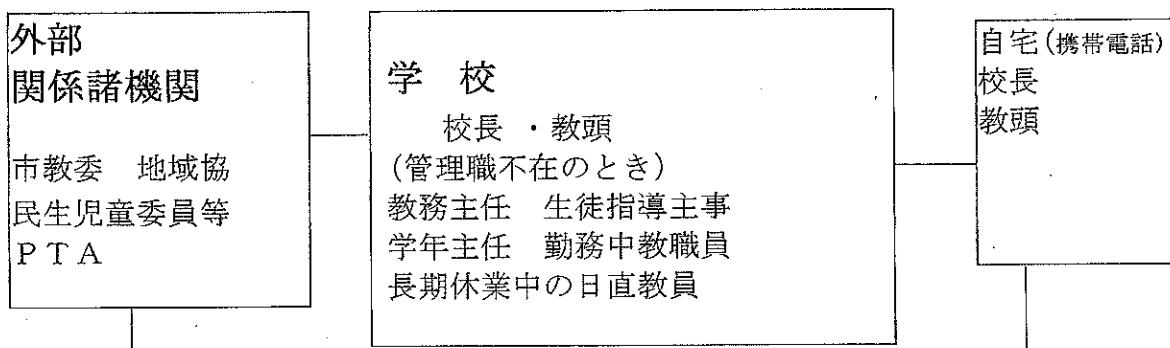 外部
関係諸機関
市教委　地域協
民生児童委員等
ＰＴＡ
学　校
校長　・教頭
(管理職不在のとき)
教務主任　生徒指導主事
学年主任　勤務中教職員
長期休業中の日直教員
自宅(携帯電話)
校長
教頭